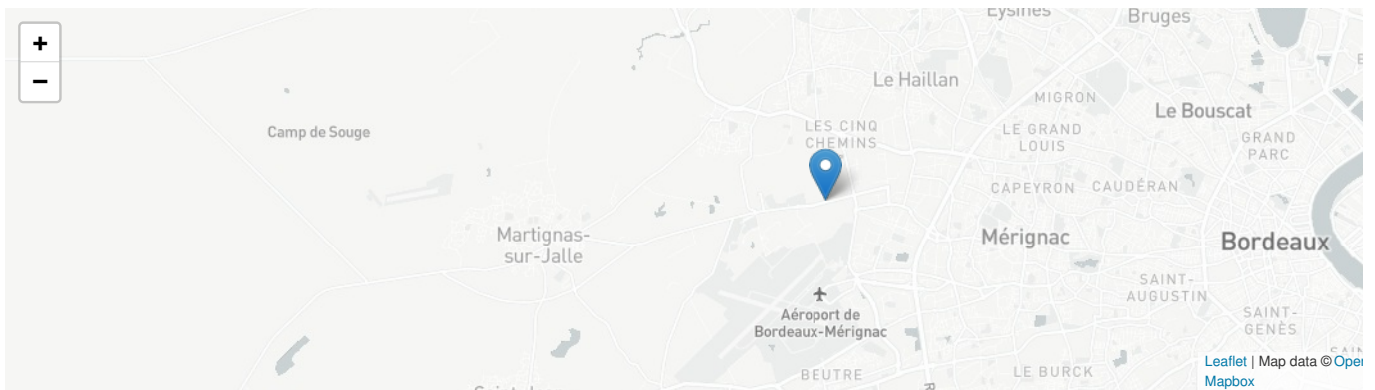 +
−
Eysines
Bruges
Le Haillan
MIGRON
Le Bouscat
Camp de Souge
LES CINQ
CHEMINS
LE GRAND
LOUIS
GRAND
PARC
CAPEYRON
CAUDÉRAN
Martignas-
sur-Jalle
Mérignac
Bordeaux
SAINT-
AUGUSTIN
Aéroport de
Bordeaux-Mérignac
SAINT-
GENÈS
BEUTRE
LE BURCK
Leaflet | Map data © Open
Mapbox